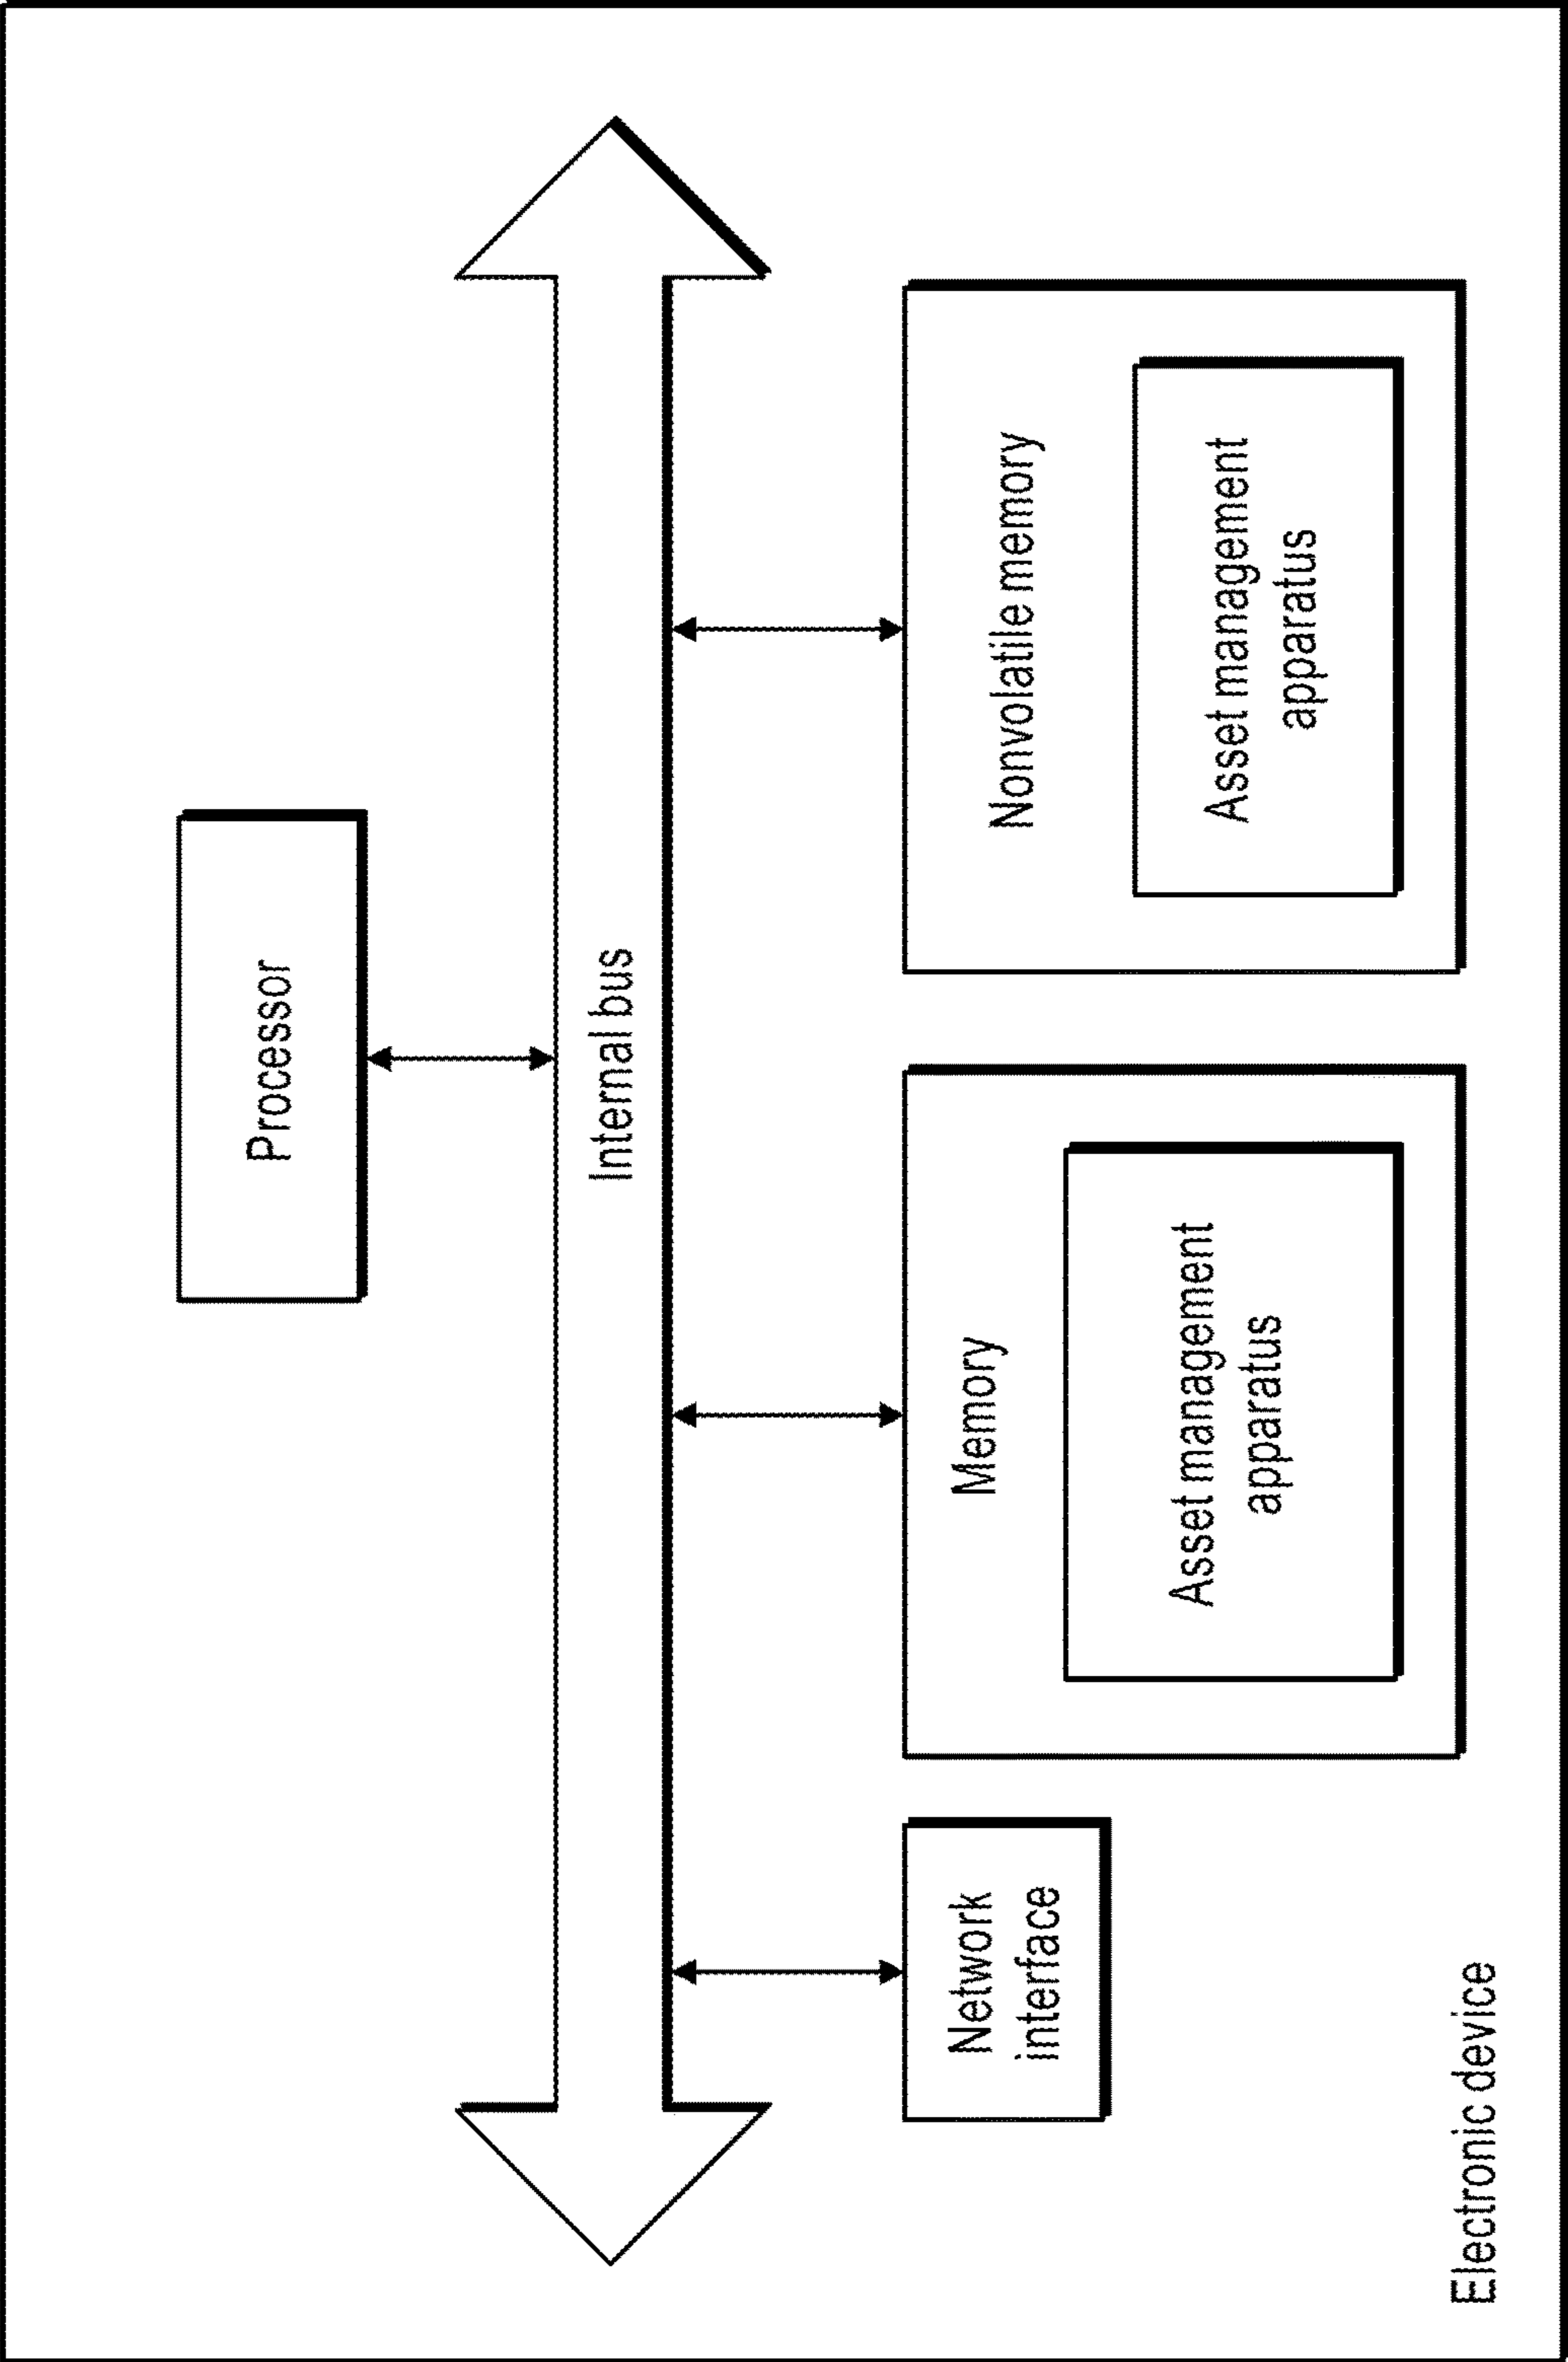 Processor
Internal bus
Network
interface
Memory
Asset management
apparatus
Nonvolatile memory
Asset management
apparatus
Electronic device